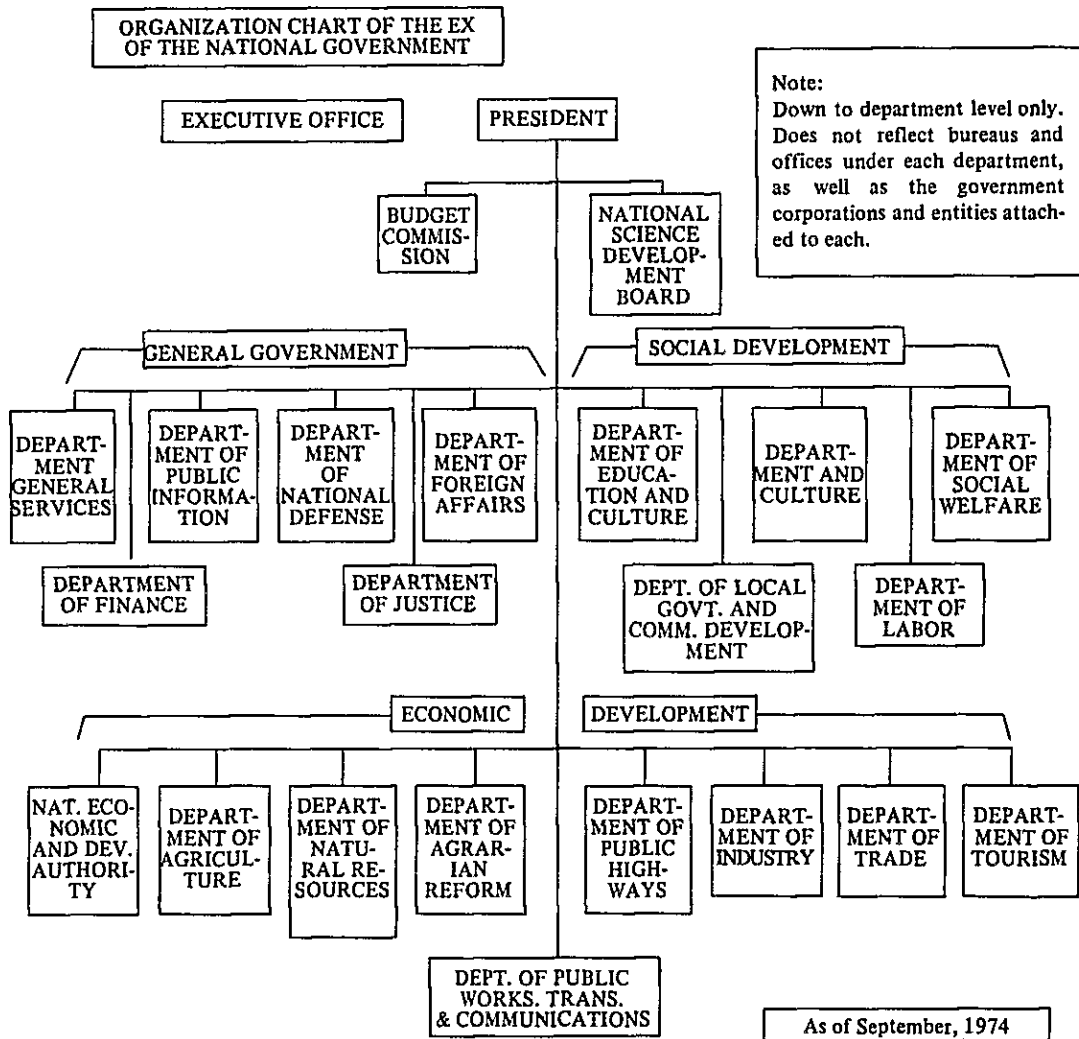 ORGANIZATION CHART OF THE EX
OF THE NATIONAL GOVERNMENT
Note:
Down to department level only.
Does not reflect bureaus and
offices under each department,
as well as the government
corporations and entities attach-
ed to each.
EXECUTIVE OFFICE
PRESIDENT
BUDGET
COMMIS-
SION
NATIONAL
SCIENCE
DEVELOP-
MENT
BOARD
GENERAL GOVERNMENT
SOCIAL DEVELOPMENT
DEPART-
MENT
GENERAL
SERVICES
DEPART-
MENT OF
PUBLIC
INFORMA-
TION
DEPART-
MENT
OF
NATIONAL
DEFENSE
DEPART-
MENT OF
FOREIGN
AFFAIRS
DEPART-
MENT OF
EDUCA-
TION AND
CULTURE
DEPART-
MENT AND
CULTURE
DEPART-
MENT OF
SOCIAL
WELFARE
DEPARTMENT
OF FINANCE
DEPARTMENT
OF JUSTICE
DEPT. OF LOCAL
GOVT. AND
COMM. DEVELOP-
MENT
DEPART-
MENT OF
LABOR
ECONOMIC
DEVELOPMENT
NAT. ECO-
NOMIC
AND DEV.
AUTHORI-
TY
DEPART-
MENT OF
AGRICUL-
TURE
DEPART-
MENT OF
NATU-
RAL RE-
SOURCES
DEPART-
MENT OF
AGRAR-
IAN
REFORM
DEPART-
MENT OF
PUBLIC
HIGH-
WAYS
DEPART-
MENT OF
INDUSTRY
DEPART-
MENT OF
TRADE
DEPART-
MENT OF
TOURISM
DEPT. OF PUBLIC
WORKS. TRANS.
& COMMUNICATIONS
As of September, 1974